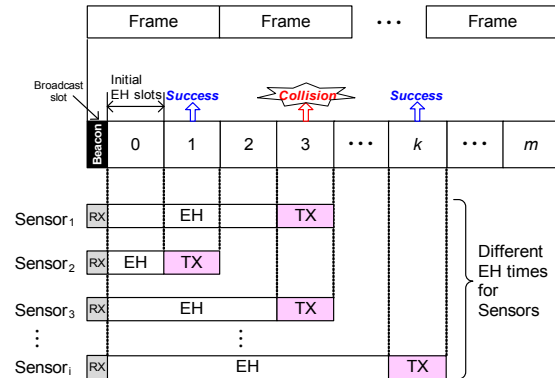 Frame Frame ••• Frame
Broadcast slot
Initial EH slots
Success Collision Success
Beacon 0 1 2 3 ••• k ••• m
Sensor1 RX EH TX
Sensor2 RX EH TX
Sensor3 RX EH TX
⋮ ⋮
Sensori RX EH TX
Different EH times for Sensors